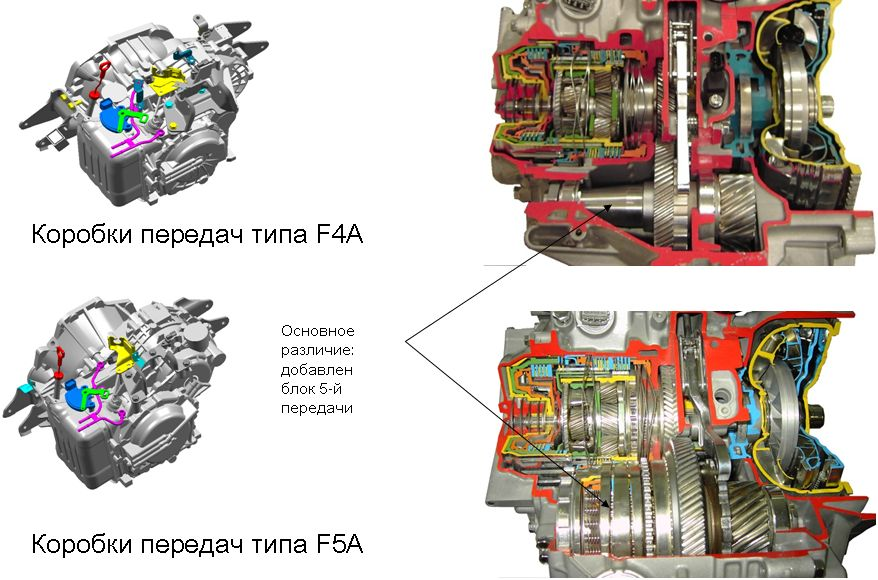 Коробки передач типа F4A
Основное
различие:
добавлен
блок 5-й
передачи
Коробки передач типа F5A